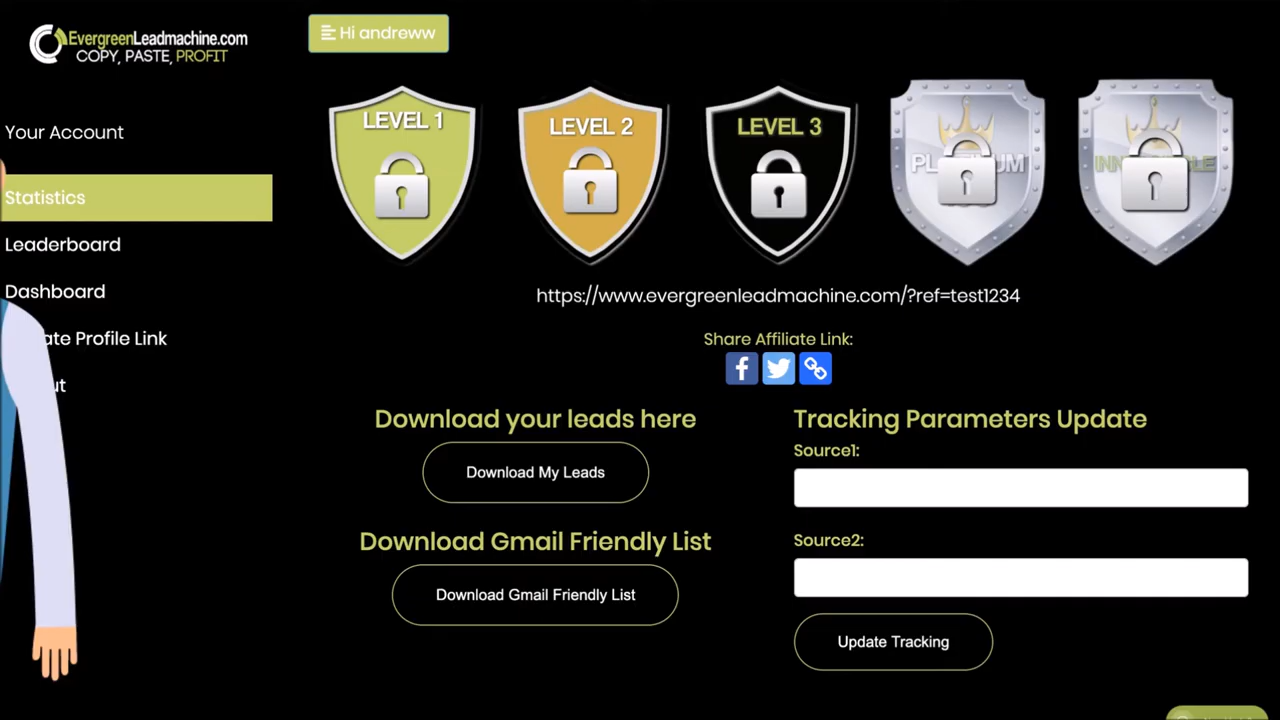 EvergreenLeadmachine.com
COPY, PASTE, PROFIT
Hi andreww
Your Account
Statistics
Leaderboard
Dashboard
Profile Link
LEVEL 1
LEVEL 2
LEVEL 3
https://www.evergreenleadmachine.com/?ref=test1234
Share Affiliate Link:
Download your leads here
Download My Leads
Download Gmail Friendly List
Download Gmail Friendly List
Tracking Parameters Update
Source1:
Source2:
Update Tracking